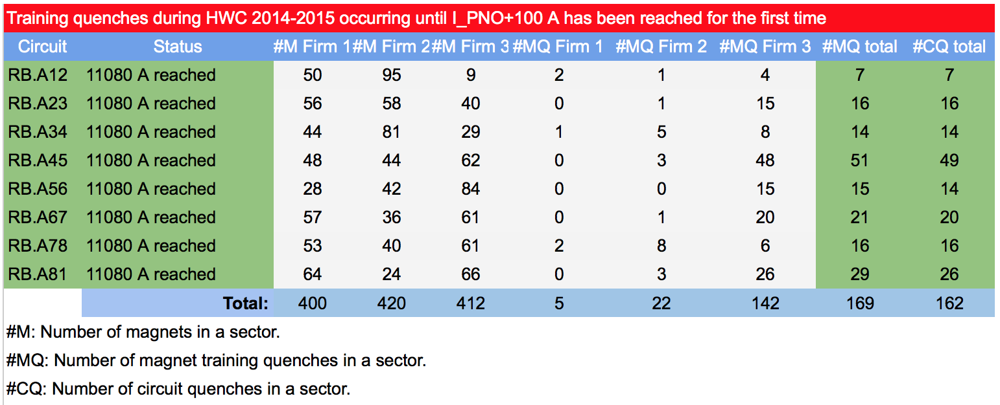 Training quenches during HWC 2014-2015 occurring until I_PNO+100 A has been reached for the first time
Circuit Status #M Firm 1 #M Firm 2 #M Firm 3 #MQ Firm 1 #MQ Firm 2 #MQ Firm 3 #MQ total #CQ total
RB.A12 11080 A reached 50 95 9 2 1 4 7 7
RB.A23 11080 A reached 56 58 40 0 1 15 16 16
RB.A34 11080 A reached 44 81 29 1 5 8 14 14
RB.A45 11080 A reached 48 44 62 0 3 48 51 49
RB.A56 11080 A reached 28 42 84 0 0 15 15 14
RB.A67 11080 A reached 57 36 61 0 1 20 21 20
RB.A78 11080 A reached 53 40 61 2 8 6 16 16
RB.A81 11080 A reached 64 24 66 0 3 26 29 26
Total: 400 420 412 5 22 142 169 162
#M: Number of magnets in a sector.
#MQ: Number of magnet training quenches in a sector.
#CQ: Number of circuit quenches in a sector.